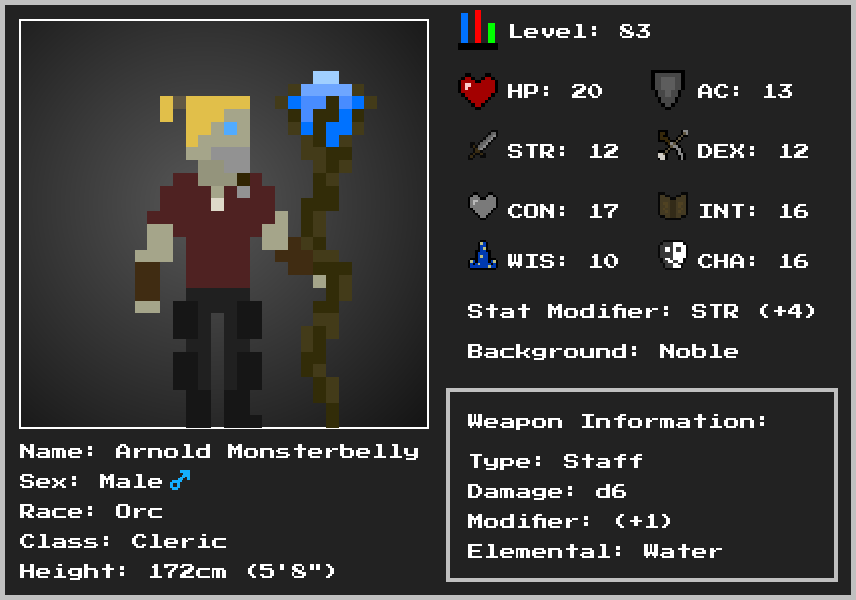 Level: 83
HP: 20
AC: 13
STR: 12
DEX: 12
CON: 17
INT: 16
WIS: 10
CHA: 16
Stat Modifier: STR (+4)
Background: Noble
Weapon Information:
Type: Staff
Damage: d6
Modifier: (+1)
Elemental: Water
Name: Arnold Monsterbelly
Sex: Male♂
Race: Orc
Class: Cleric
Height: 172cm (5'8")